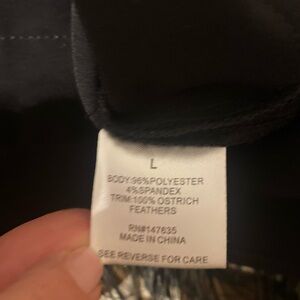 L
BODY:96%POLYESTER
4%SPANDEX
TRIM:100% OSTRICH
FEATHERS
RN#147635
MADE IN CHINA
SEE REVERSE FOR CARE